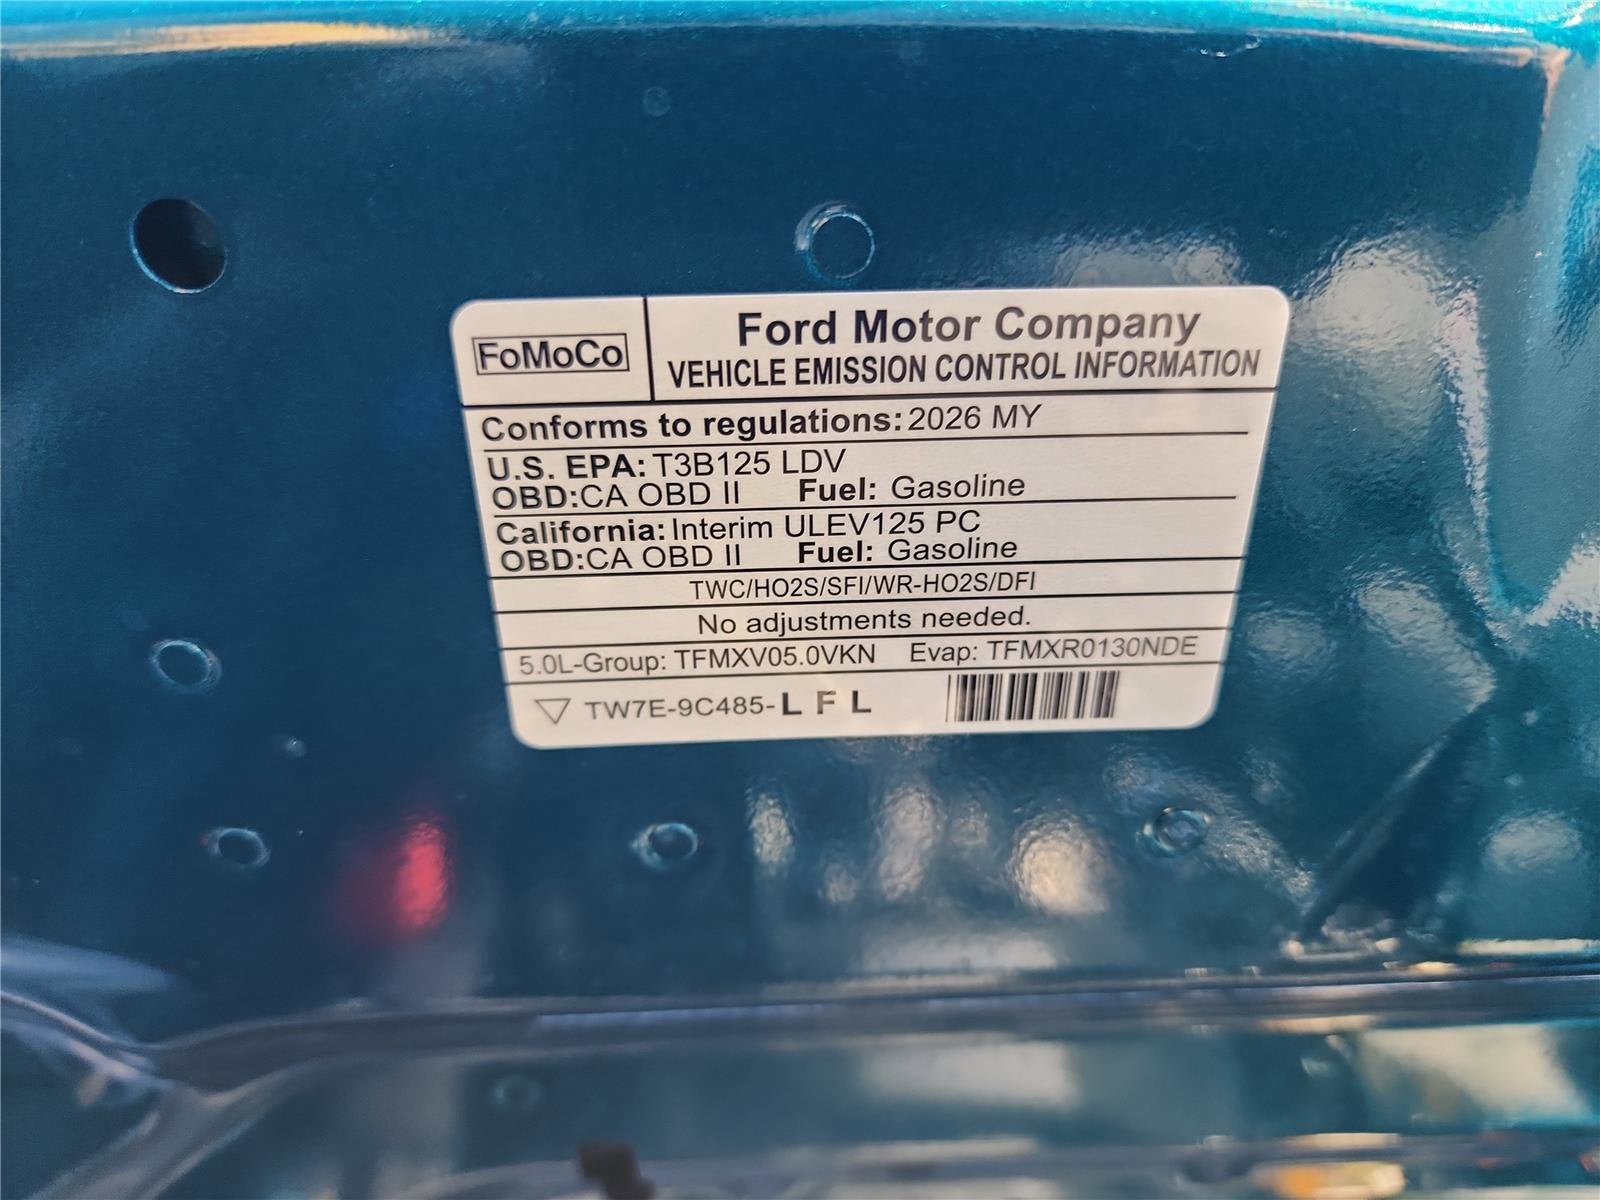 FoMoCo
Ford Motor Company
VEHICLE EMISSION CONTROL INFORMATION
Conforms to regulations: 2026 MY
U.S. EPA: T3B125 LDV
OBD:CA OBD II Fuel: Gasoline
California: Interim ULEV125 PC
OBD:CA OBD II Fuel: Gasoline
TWC/HO2S/SFI/WR-HO2S/DFI
No adjustments needed.
5.0L-Group: TFMXV05.0VKN Evap: TFMXR0130NDE
TW7E-9C485-L F L